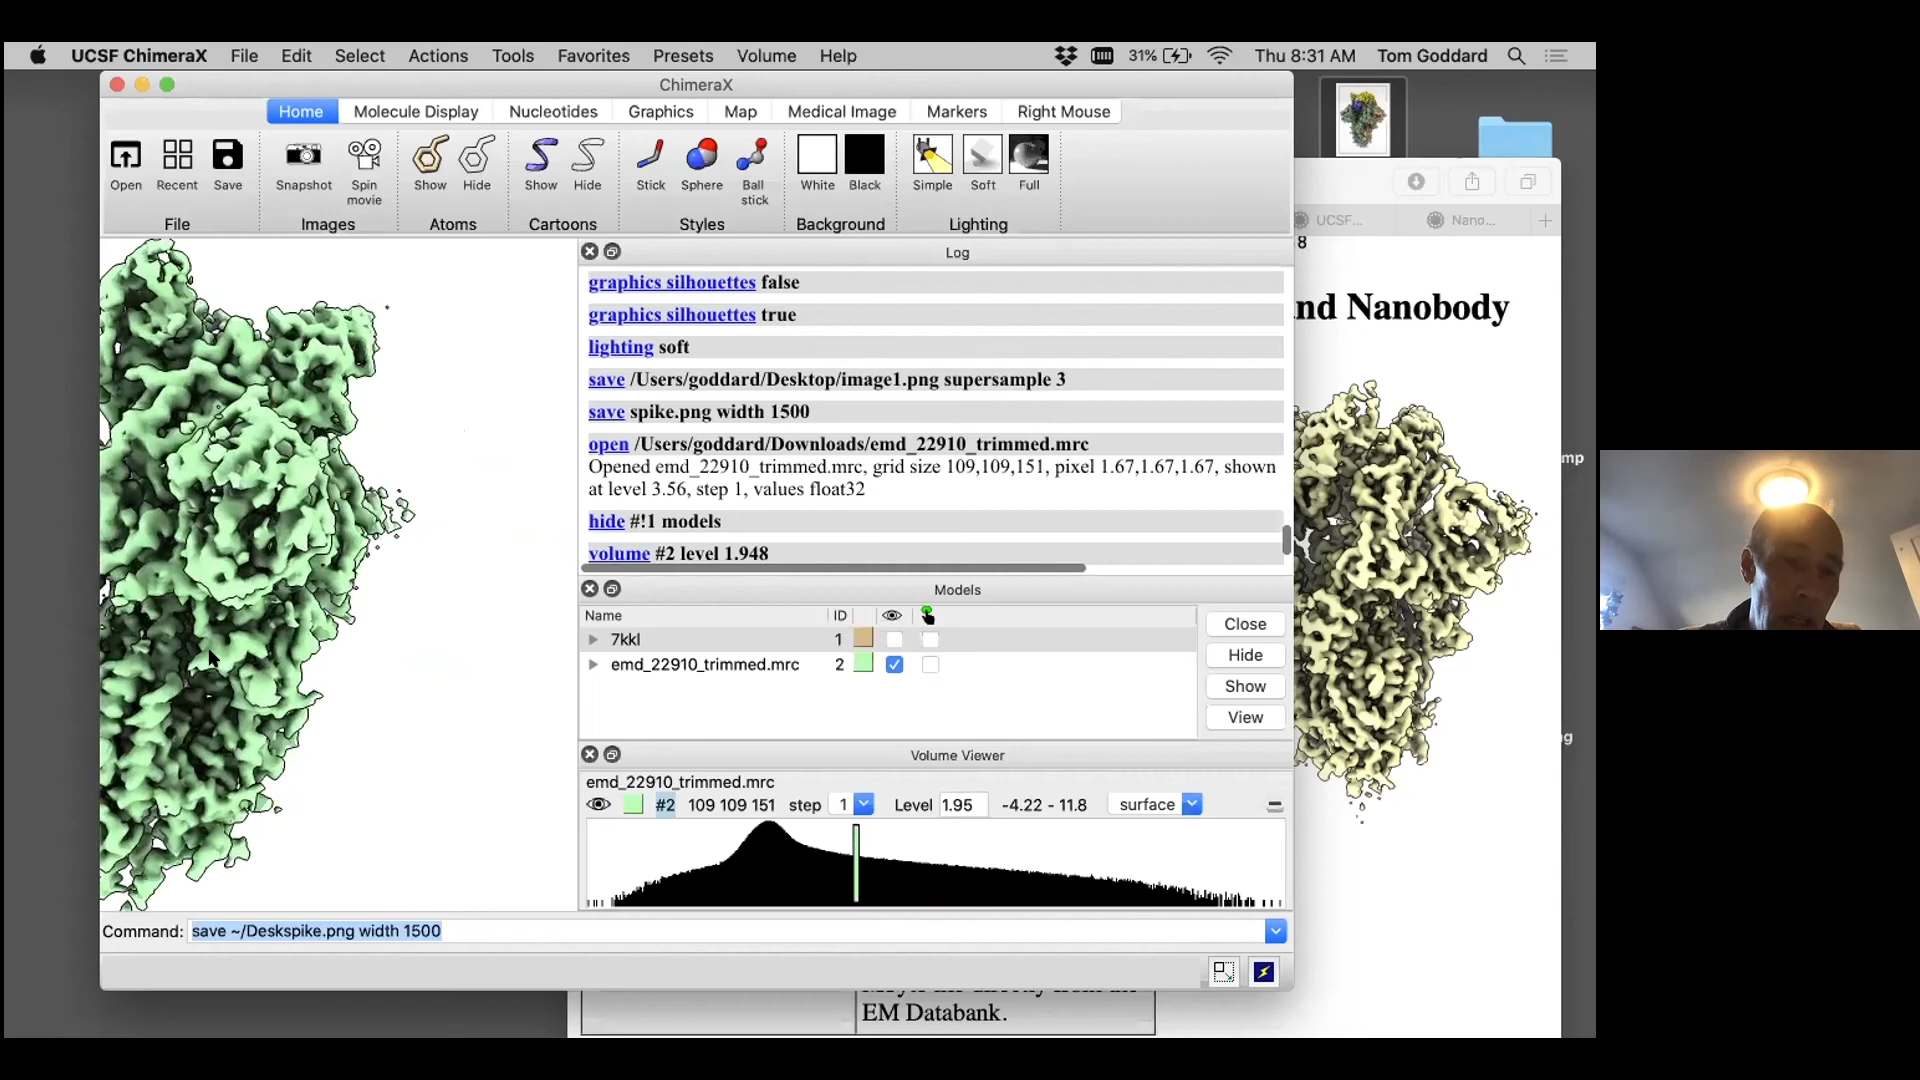 UCSF ChimeraX File Edit Select Actions Tools Favorites Presets Volume Help 31% Thu 8:31 AM Tom Goddard
ChimeraX
Home Molecule Display Nucleotides Graphics Map Medical Image Markers Right Mouse
Open Recent Save Snapshot Spin movie Show Hide Show Hide Stick Sphere Ball stick White Black Simple Soft Full
File Images Atoms Cartoons Styles Background Lighting
UCSF... Nano...
8
Log
graphics silhouettes false
graphics silhouettes true
nd Nanobody
lighting soft
save /Users/goddard/Desktop/image1.png supersample 3
save spike.png width 1500
open /Users/goddard/Downloads/emd_22910_trimmed.mrc
Opened emd_22910_trimmed.mrc, grid size 109,109,151, pixel 1.67,1.67,1.67, shown
at level 3.56, step 1, values float32
mp
hide #!1 models
volume #2 level 1.948
Models
Name ID
7kkl 1
emd_22910_trimmed.mrc 2
Close
Hide
Show
View
ng
Volume Viewer
emd_22910_trimmed.mrc
#2 109 109 151 step 1 Level 1.95 -4.22 - 11.8 surface
Command: save ~/Deskspike.png width 1500
EM Databank.